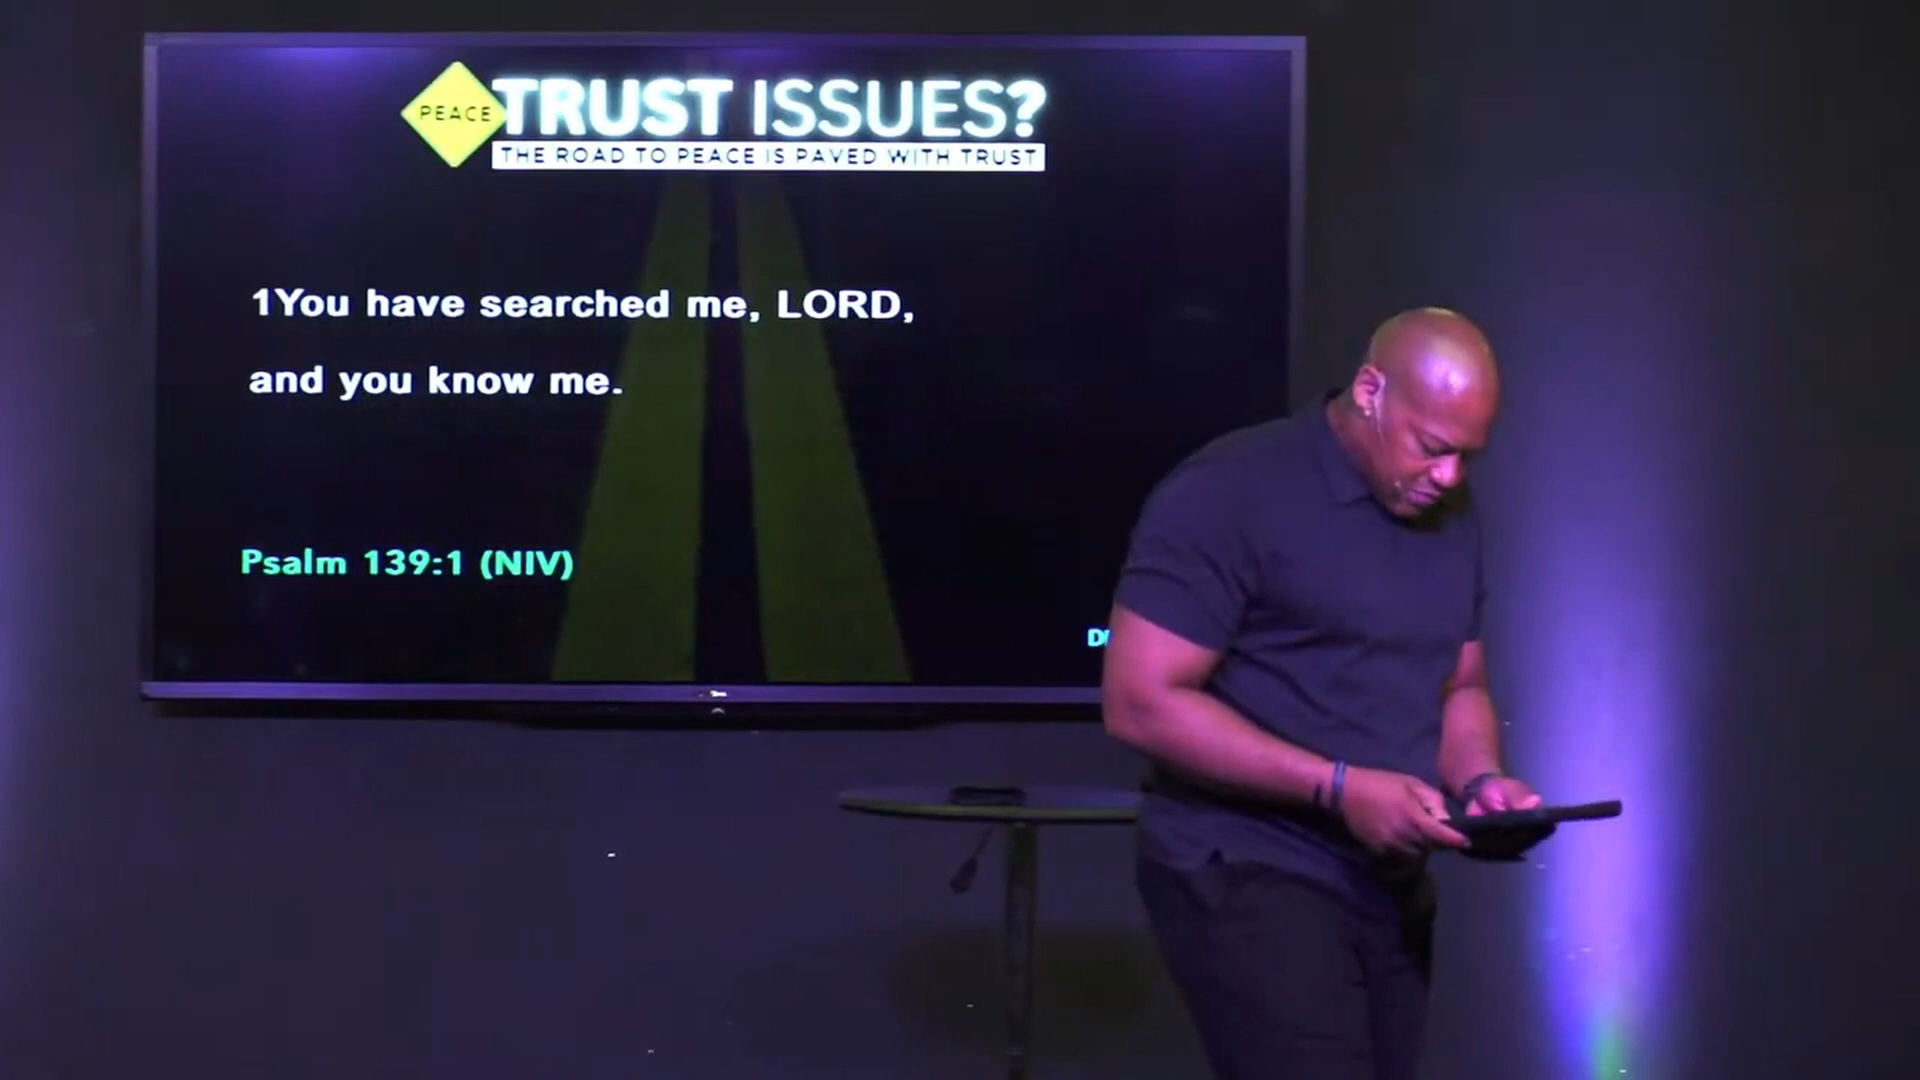 PEACE
TRUST ISSUES?
THE ROAD TO PEACE IS PAVED WITH TRUST
1You have searched me, LORD,
and you know me.
Psalm 139:1 (NIV)